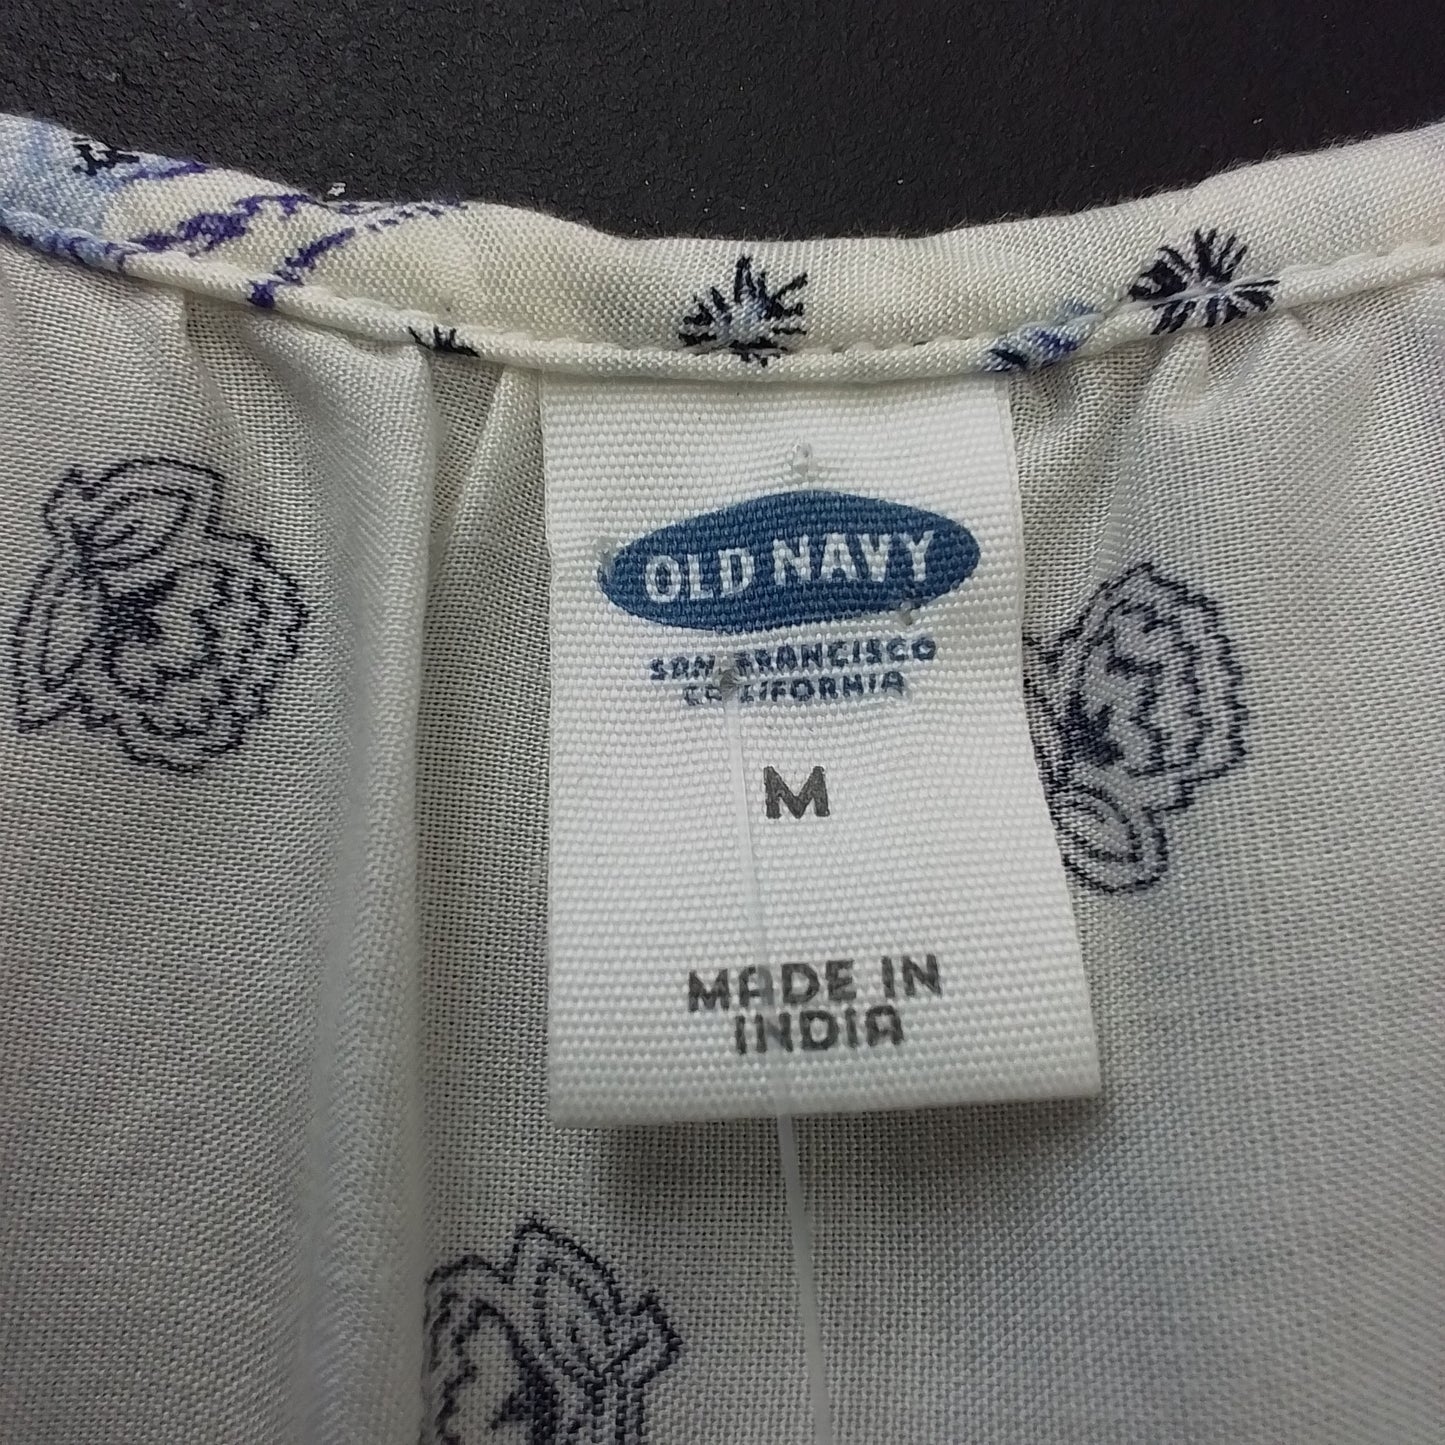 OLD NAVY
SAN FRANCISCO
CALIFORNIA
M
MADE IN
INDIA